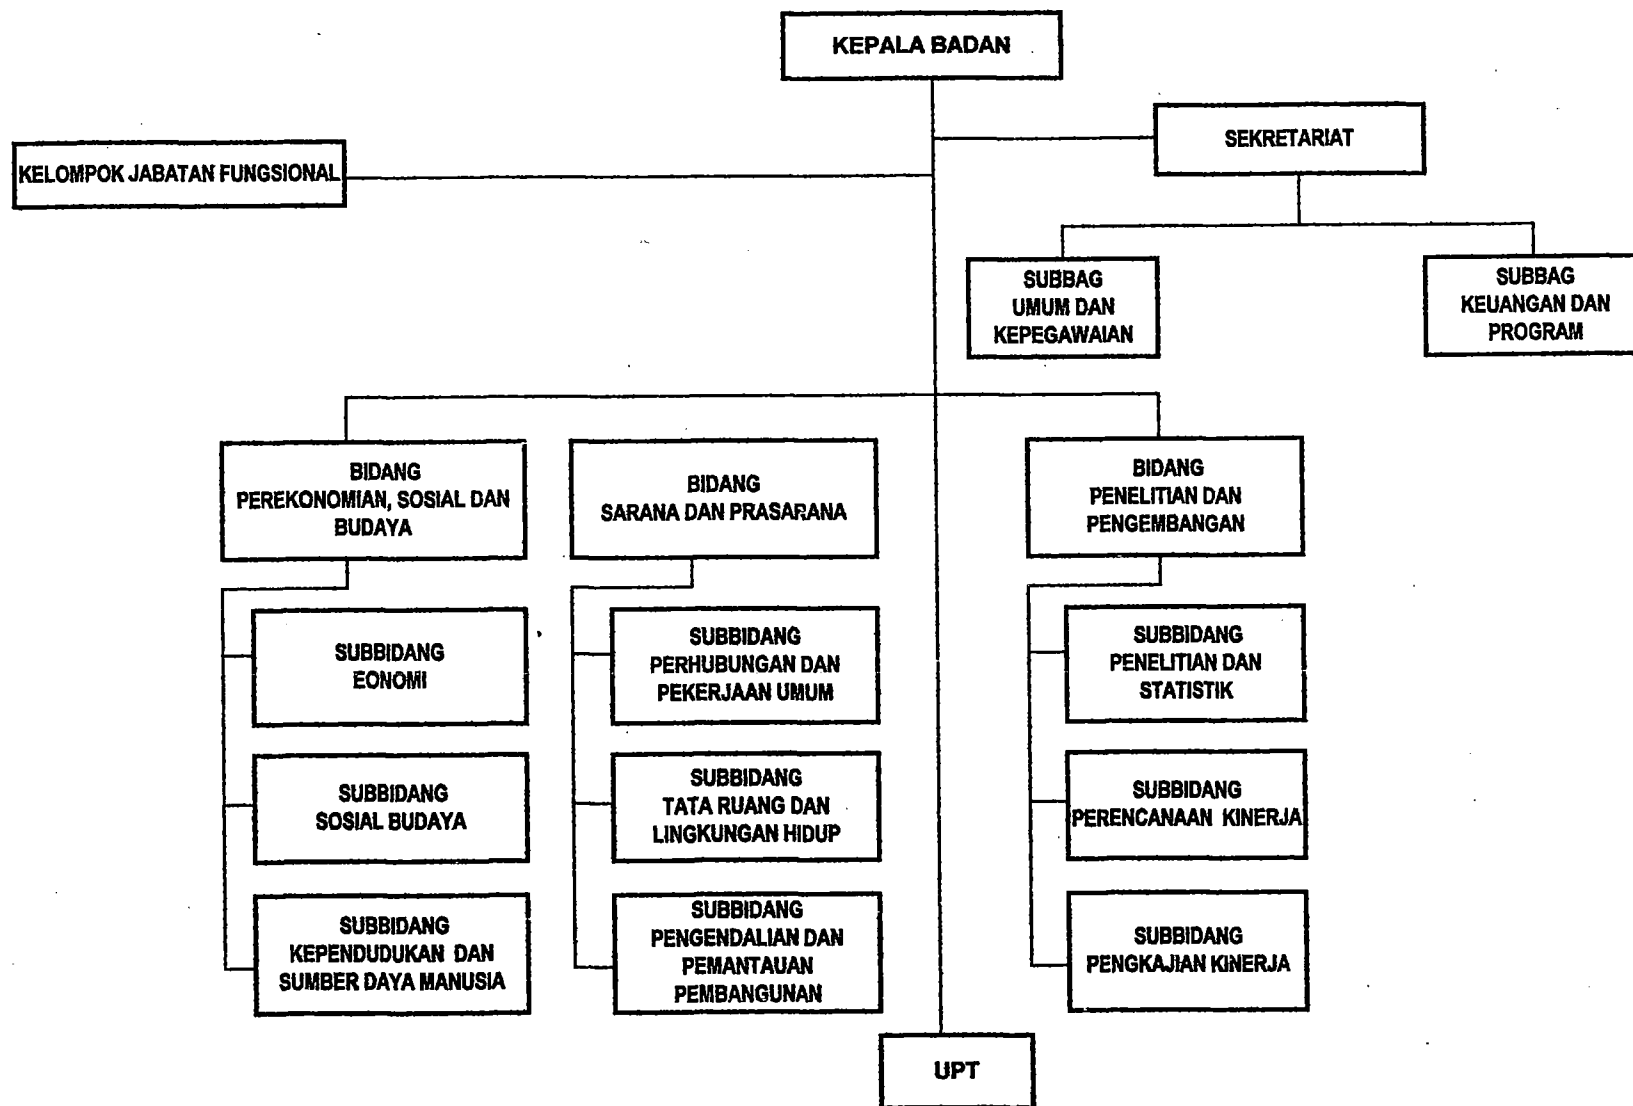 KEPALA BADAN
SEKRETARIAT
KELOMPOK JABATAN FUNGSIONAL
SUBBAG
UMUM DAN
KEPEGAWAIAN
SUBBAG
KEUANGAN DAN
PROGRAM
BIDANG
PEREKONOMIAN, SOSIAL DAN
BUDAYA
BIDANG
SARANA DAN PRASARANA
BIDANG
PENELITIAN DAN
PENGEMBANGAN
SUBBIDANG
EONOMI
SUBBIDANG
PERHUBUNGAN DAN
PEKERJAAN UMUM
SUBBIDANG
PENELITIAN DAN
STATISTIK
SUBBIDANG
SOSIAL BUDAYA
SUBBIDANG
TATA RUANG DAN
LINGKUNGAN HIDUP
SUBBIDANG
PERENCANAAN KINERJA
SUBBIDANG
KEPENDUDUKAN DAN
SUMBER DAYA MANUSIA
SUBBIDANG
PENGENDALIAN DAN
PEMANTAUAN
PEMBANGUNAN
SUBBIDANG
PENGKAJIAN KINERJA
UPT